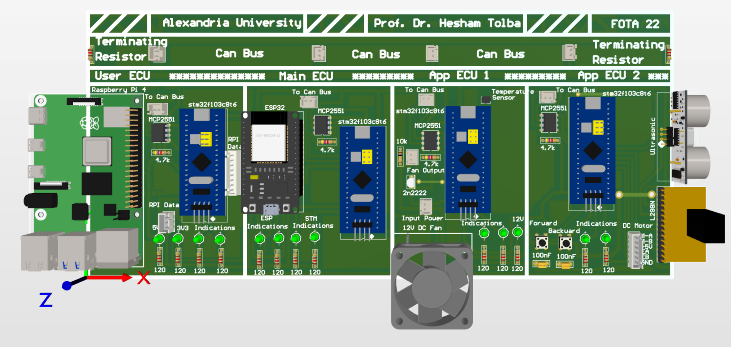 Alexandria University
Prof. Dr. Hesham Tolba
FOTA 22
Terminating
Resistor
Can Bus
Can Bus
Can Bus
Terminating
Resistor
User ECU
Main ECU
App ECU 1
App ECU 2
Raspberry Pi 4
To Can Bus
stm32f103c8t6
MCP2551
4.7k
RPI
Data
RPI Data
5V
3V3
Indications
120
120
120
120
To Can Bus
ESP32
MCP2551
4.7k
stm32f103c8t6
ESP
Indications
STM
Indications
120
120
120
120
To Can Bus
stm32f103c8t6
Temperature
Sensor
MCP2551
10k
4.7k
Fan Output
2n2222
Input Power
12V DC Fan
Indications
12V
120
120
120
To Can Bus
stm32f103c8t6
MCP2551
4.7k
Ultrasonic
L298N
Forward
Backward
Indications
DC Motor
100nF
100nF
120
120
GND
X
Z